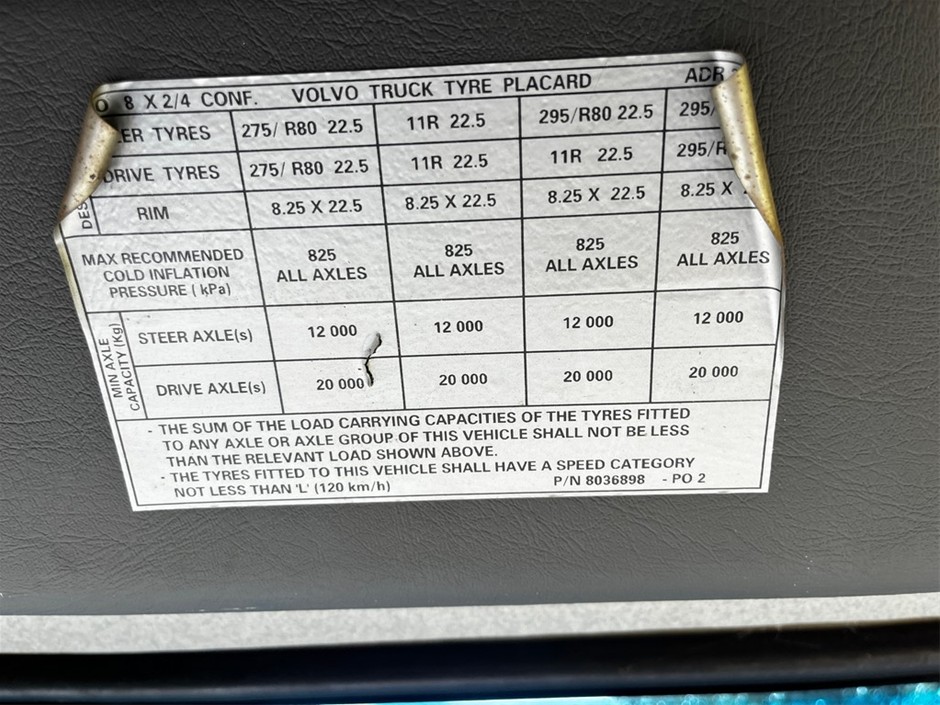 8 X 2/4 CONF. VOLVO TRUCK TYRE PLACARD ADR
TYRES 275/ R80 22.5 11R 22.5 295/R80 22.5 295/
DRIVE TYRES 275/ R80 22.5 11R 22.5 11R 22.5 295/R
RIM 8.25 X 22.5 8.25 X 22.5 8.25 X 22.5 8.25 X
MAX RECOMMENDED
COLD INFLATION
PRESSURE ( kPa)
825
ALL AXLES
825
ALL AXLES
825
ALL AXLES
825
ALL AXLES
MIN AXLE
CAPACITY (Kg)
STEER AXLE(s) 12 000 12 000 12 000 12 000
DRIVE AXLE(s) 20 000 20 000 20 000 20 000
- THE SUM OF THE LOAD CARRYING CAPACITIES OF THE TYRES FITTED
TO ANY AXLE OR AXLE GROUP OF THIS VEHICLE SHALL NOT BE LESS
THAN THE RELEVANT LOAD SHOWN ABOVE.
- THE TYRES FITTED TO THIS VEHICLE SHALL HAVE A SPEED CATEGORY
NOT LESS THAN 'L' (120 km/h) P/N 8036898 - PO 2